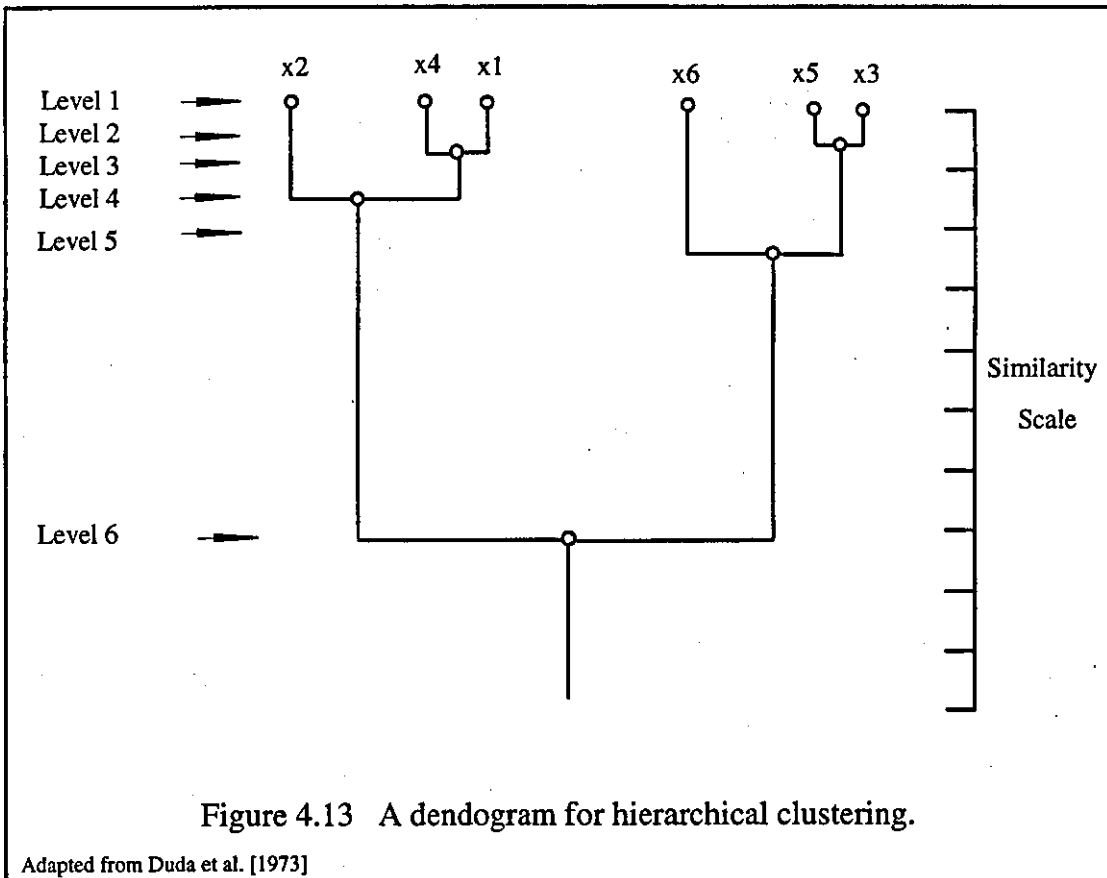 x2 x4 x1 x6 x5 x3
Level 1
Level 2
Level 3
Level 4
Level 5
Similarity
Scale
Level 6
Figure 4.13 A dendogram for hierarchical clustering.
Adapted from Duda et al. [1973]